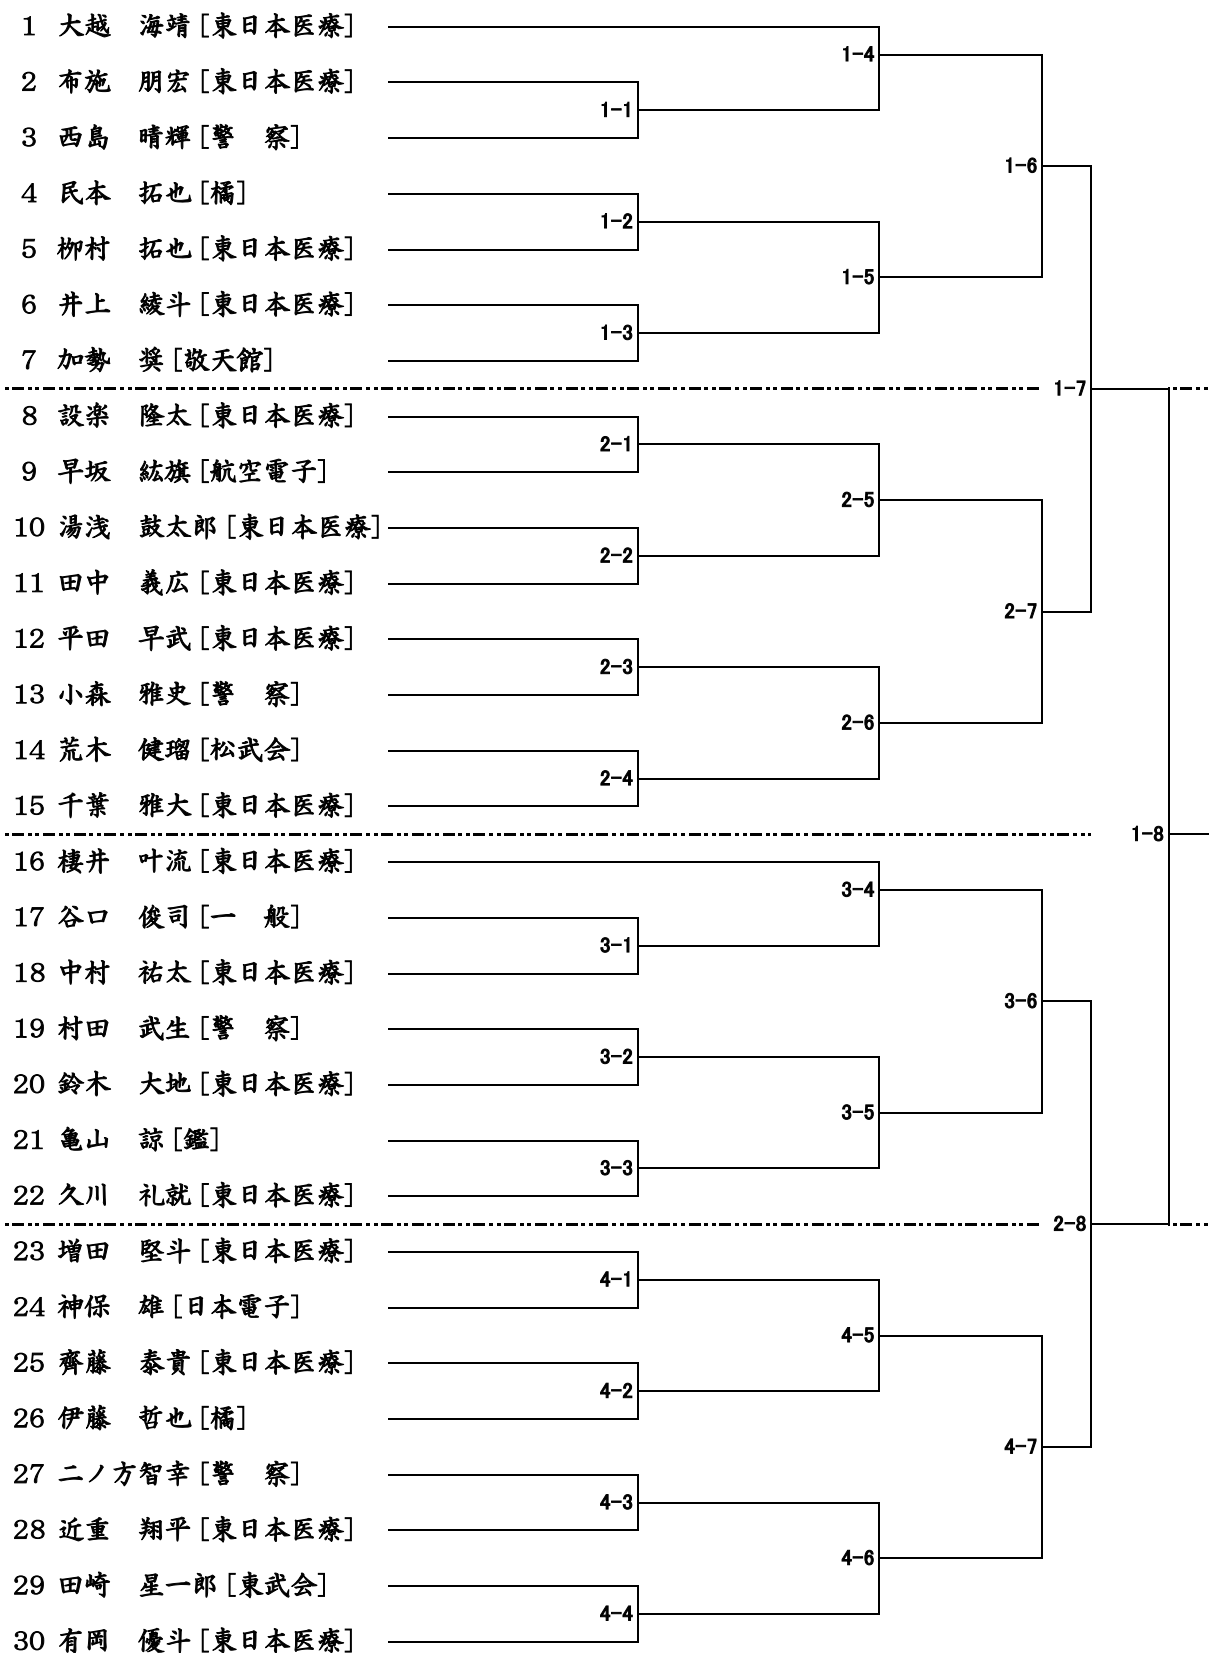 1 大越　海靖[東日本医療]
1-4
2 布施　朋宏[東日本医療]
1-1
3 西島　晴輝[警　察]
1-6
4 民本　拓也[橘]
1-2
5 栁村　拓也[東日本医療]
1-5
6 井上　綾斗[東日本医療]
1-3
7 加勢　奨[敬天館]
1-7
8 設楽　隆太[東日本医療]
2-1
9 早坂　紘旗[航空電子]
2-5
10 湯浅　鼓太郎[東日本医療]
2-2
11 田中　義広[東日本医療]
2-7
12 平田　早武[東日本医療]
2-3
13 小森　雅史[警　察]
2-6
14 荒木　健瑠[松武会]
2-4
15 千葉　雅大[東日本医療]
1-8
16 棲井　叶流[東日本医療]
3-4
17 谷口　俊司[一　般]
3-1
18 中村　祐太[東日本医療]
3-6
19 村田　武生[警　察]
3-2
20 鈴木　大地[東日本医療]
3-5
21 亀山　諒[鑑]
3-3
22 久川　礼就[東日本医療]
2-8
23 増田　堅斗[東日本医療]
4-1
24 神保　雄[日本電子]
4-5
25 齊藤　泰貴[東日本医療]
4-2
26 伊藤　哲也[橘]
4-7
27 二ノ方智幸[警　察]
4-3
28 近重　翔平[東日本医療]
4-6
29 田崎　星一郎[東武会]
4-4
30 有岡　優斗[東日本医療]